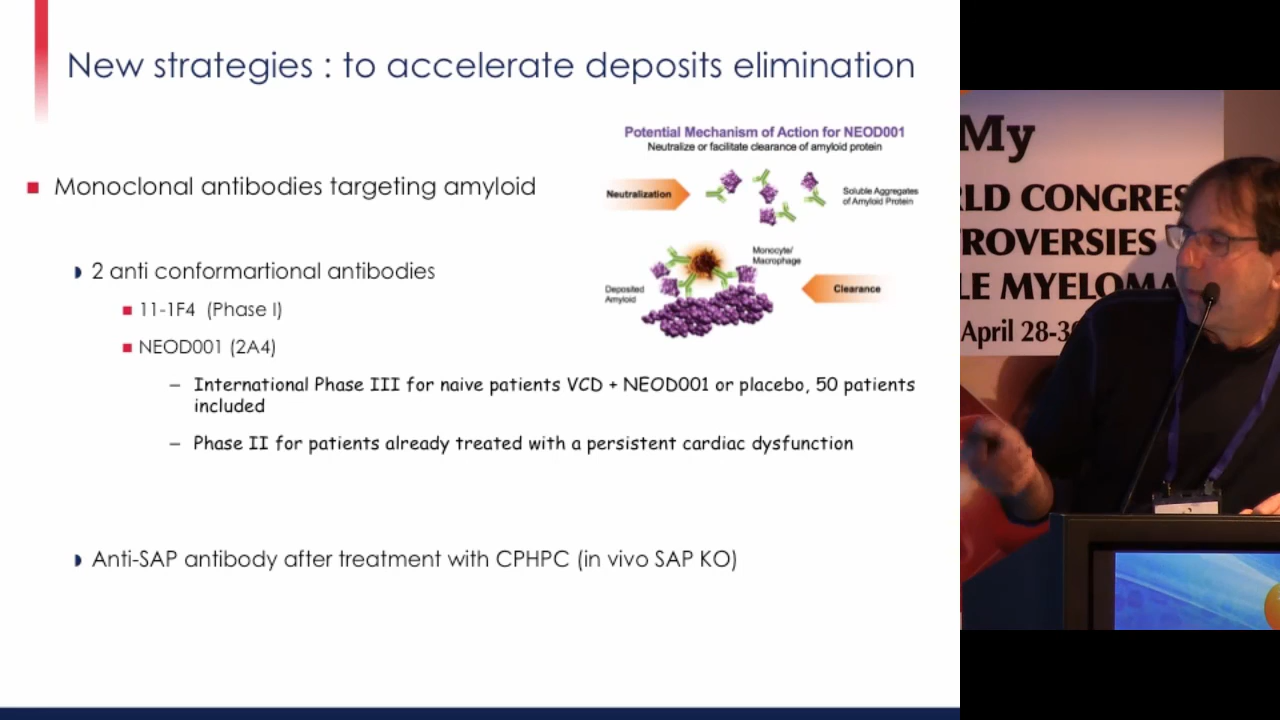 New strategies : to accelerate deposits elimination
Potential Mechanism of Action for NEOD001
Neutralize or facilitate clearance of amyloid protein
Monoclonal antibodies targeting amyloid
Neutralization
Soluble Aggregates
of Amyloid Protein
Monocyte/
Macrophage
Deposited
Amyloid
Clearance
2 anti conformartional antibodies
11-1F4 (Phase I)
NEOD001 (2A4)
– International Phase III for naive patients VCD + NEOD001 or placebo, 50 patients
included
– Phase II for patients already treated with a persistent cardiac dysfunction
Anti-SAP antibody after treatment with CPHPC (in vivo SAP KO)
My
RLD CONGRES
ROVERSIES
LE MYELOMA
April 28-30